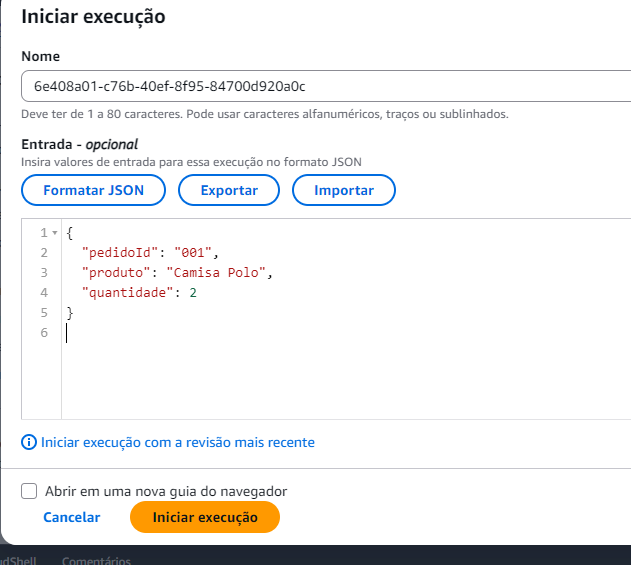 Iniciar execução
Nome
6e408a01-c76b-40ef-8f95-84700d920a0c
Deve ter de 1 a 80 caracteres. Pode usar caracteres alfanuméricos, traços ou sublinhados.
Entrada - opcional
Insira valores de entrada para essa execução no formato JSON
Formatar JSON Exportar Importar
1 {
2 "pedidoId": "001",
3 "produto": "Camisa Polo",
4 "quantidade": 2
5 }
6
Iniciar execução com a revisão mais recente
Abrir em uma nova guia do navegador
Cancelar Iniciar execução
Comentários